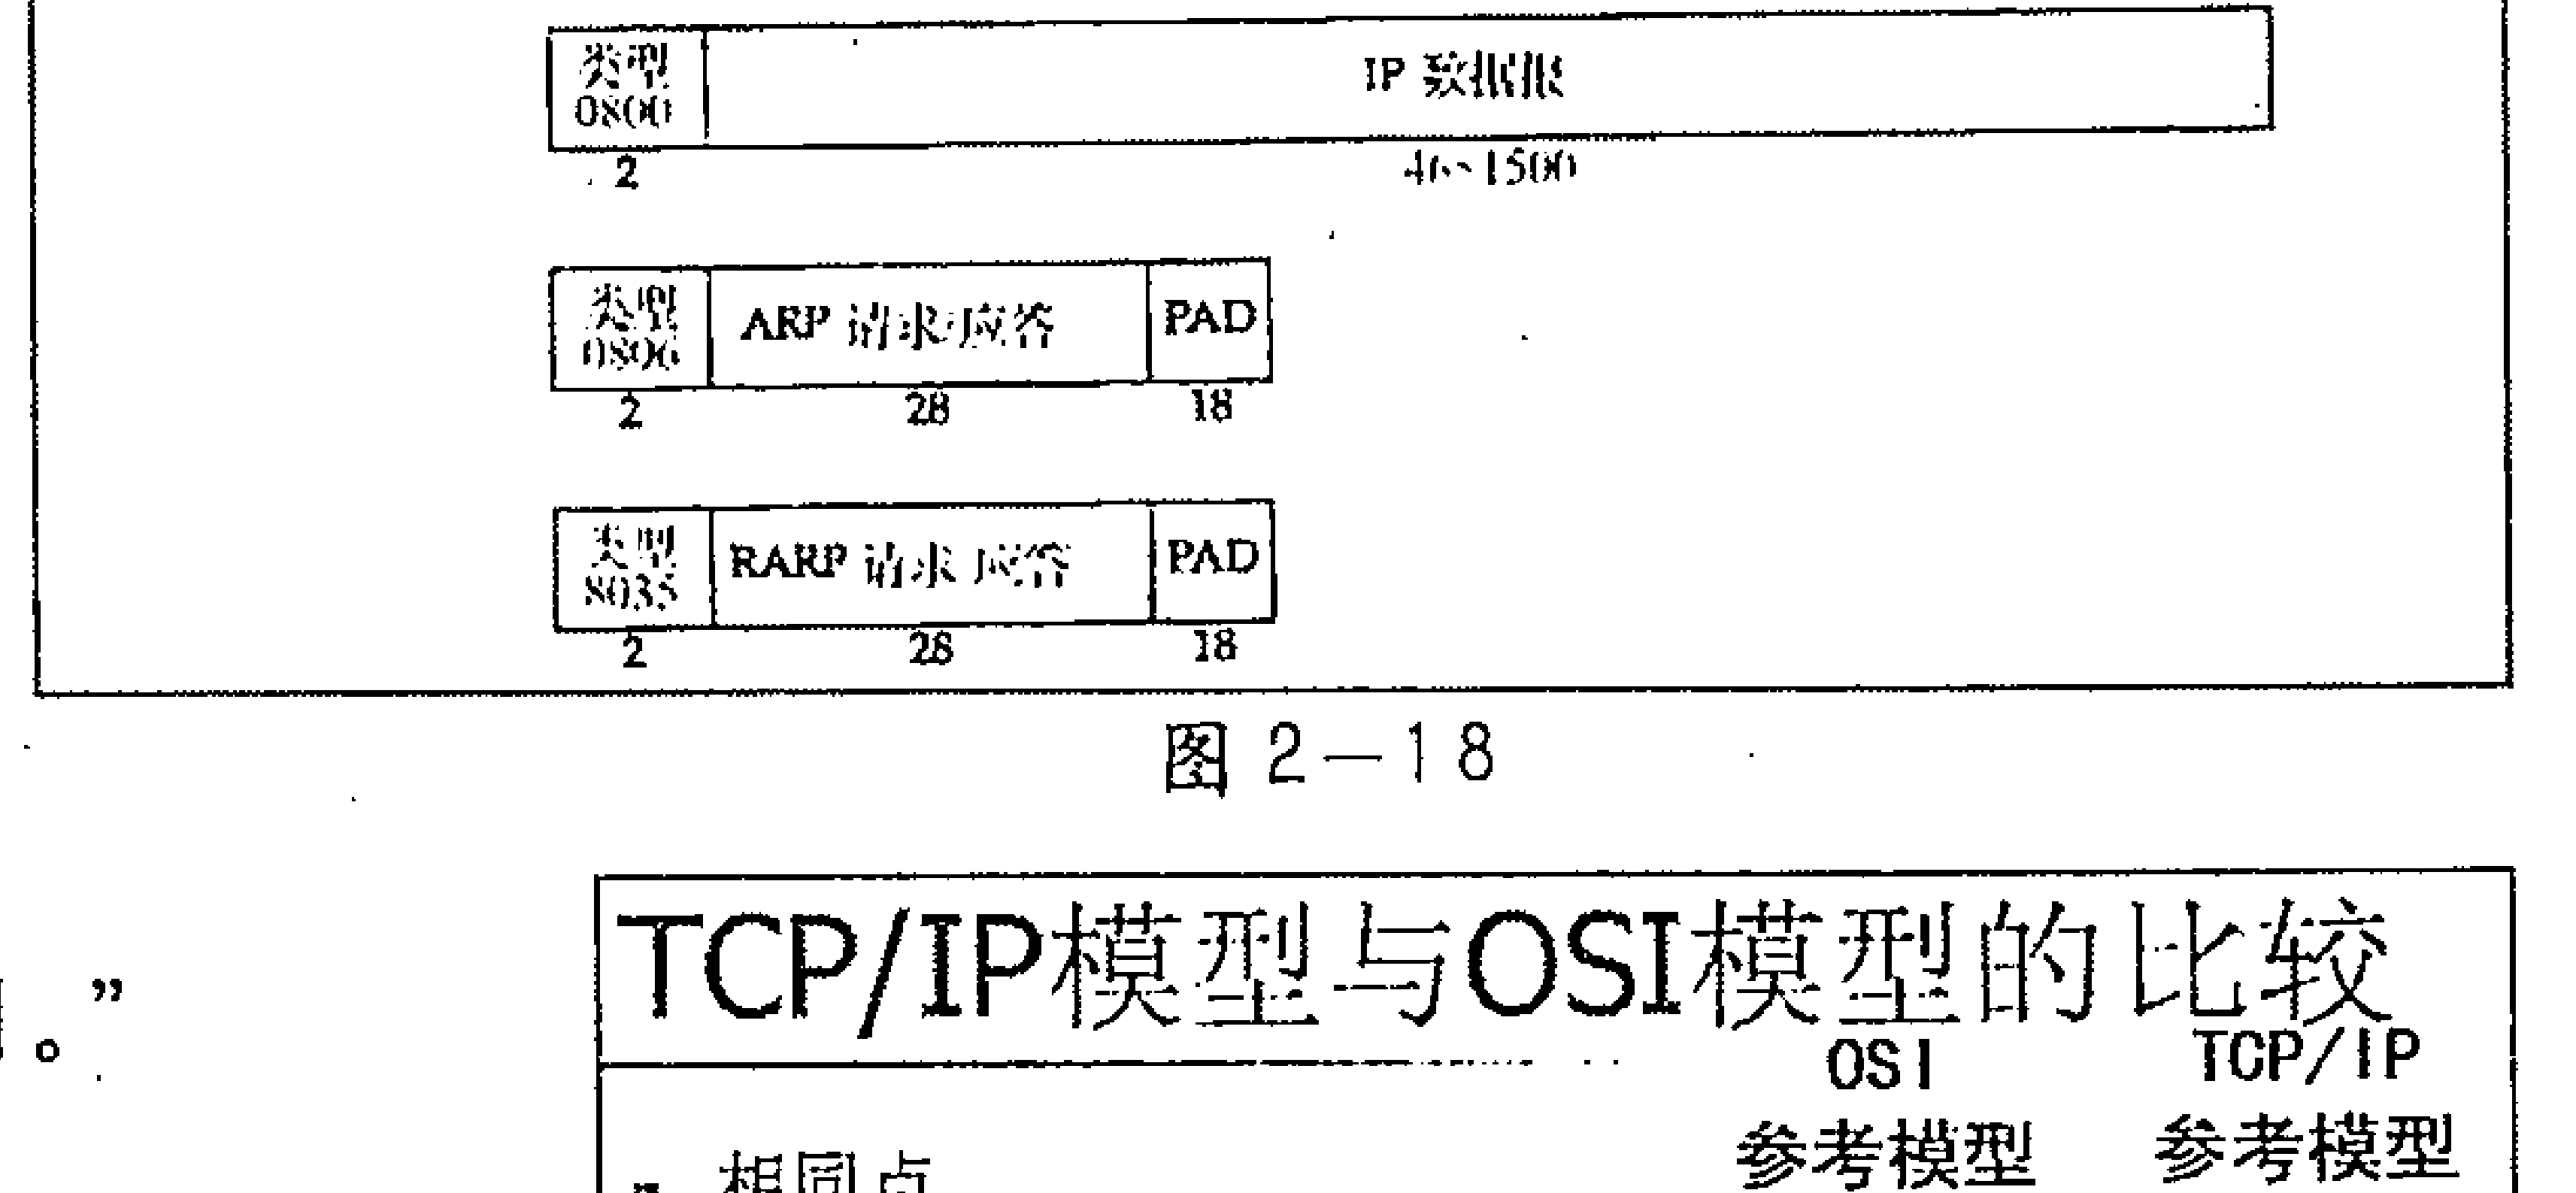 类型 IP 数据报
0800
2 46~1500
类型 ARP 请求/应答 PAD
0806
2 28 18
类型 RARP 请求 应答 PAD
8035
2 28 18
图 2－18
。”
TCP/IP模型与OSI模型的比较
OSI TCP/IP
参考模型 参考模型
相同点